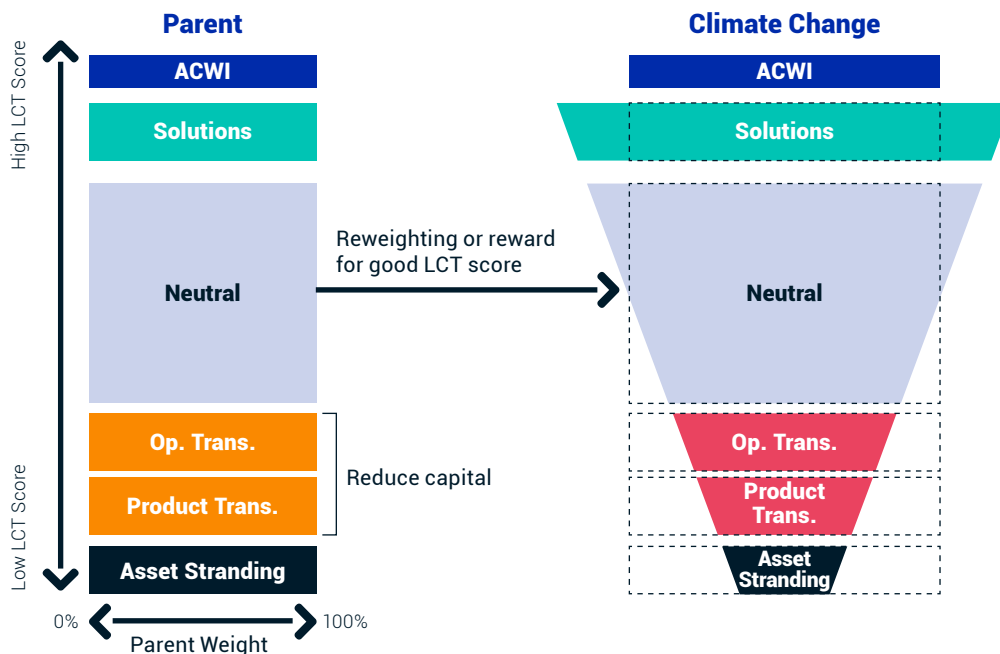 Parent
High LCT Score
Low LCT Score
ACWI
Solutions
Neutral
Op. Trans.
Product Trans.
Asset Stranding
0%
100%
Parent Weight
Reweighting or reward
for good LCT score
Reduce capital
Climate Change
ACWI
Solutions
Neutral
Op. Trans.
Product
Trans.
Asset
Stranding